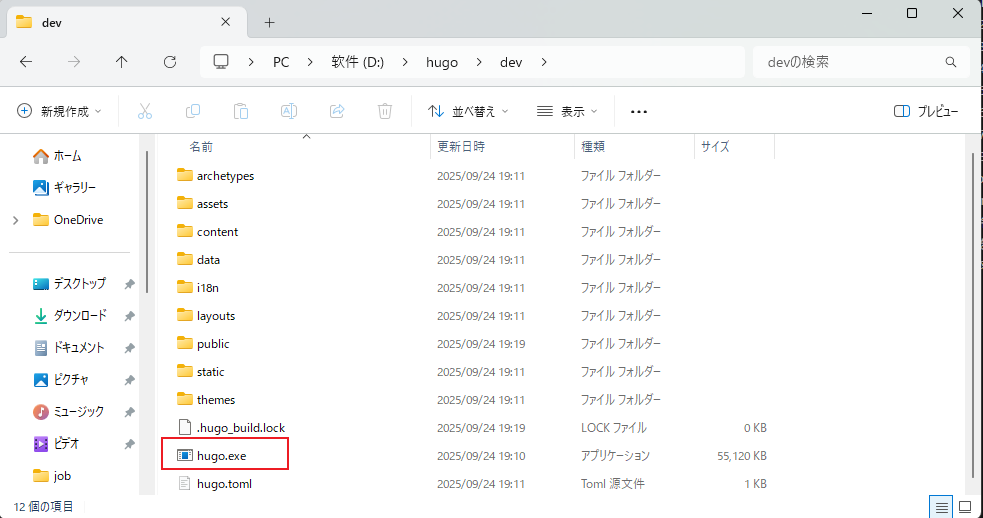 dev
PC > 软件 (D:) > hugo > dev >
devの検索
新規作成
並べ替え
表示
プレビュー
名前 更新日時 種類 サイズ
ホーム
ギャラリー
OneDrive
デスクトップ
ダウンロード
ドキュメント
ピクチャ
ミュージック
ビデオ
job
archetypes 2025/09/24 19:11 ファイル フォルダー
assets 2025/09/24 19:11 ファイル フォルダー
content 2025/09/24 19:11 ファイル フォルダー
data 2025/09/24 19:11 ファイル フォルダー
i18n 2025/09/24 19:11 ファイル フォルダー
layouts 2025/09/24 19:11 ファイル フォルダー
public 2025/09/24 19:19 ファイル フォルダー
static 2025/09/24 19:11 ファイル フォルダー
themes 2025/09/24 19:11 ファイル フォルダー
.hugo_build.lock 2025/09/24 19:19 LOCK ファイル 0 KB
hugo.exe 2025/09/24 19:10 アプリケーション 55,120 KB
hugo.toml 2025/09/24 19:11 Toml 源文件 1 KB
12 個の項目